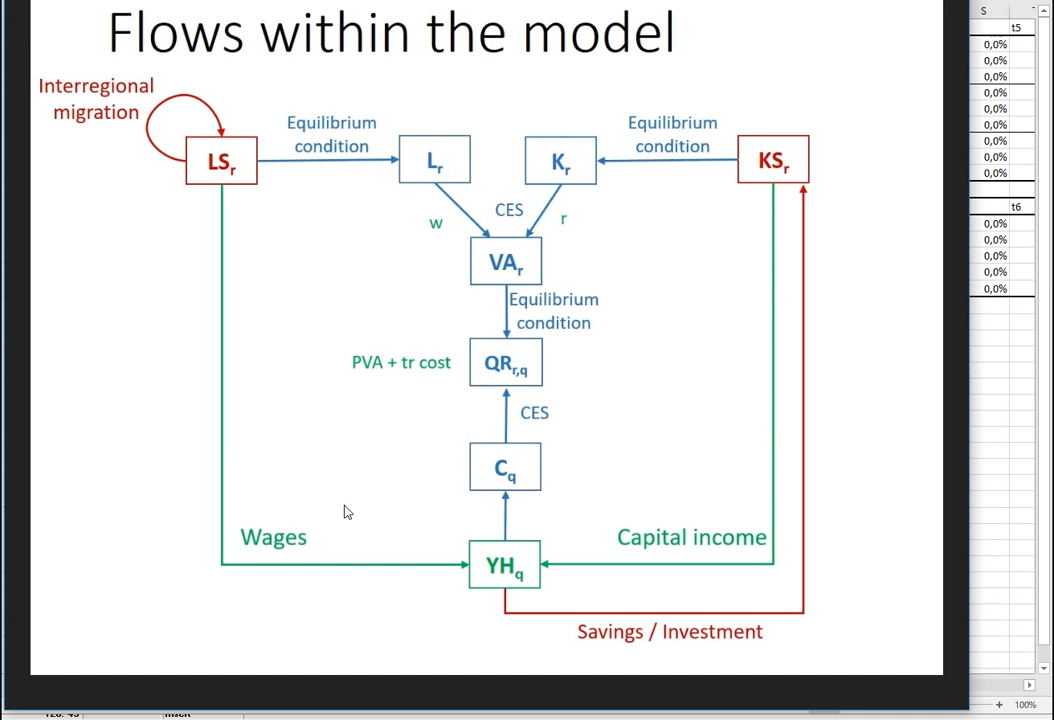 Flows within the model
Interregional
migration
Equilibrium
condition
Equilibrium
condition
LSr
Lr
Kr
KSr
CES
w
r
VAr
Equilibrium
condition
PVA + tr cost
QRr,q
CES
Cq
Wages
Capital income
YHq
Savings / Investment
S
t5
0,0%
0,0%
0,0%
0,0%
0,0%
0,0%
0,0%
0,0%
0,0%
t6
0,0%
0,0%
0,0%
0,0%
0,0%
100%